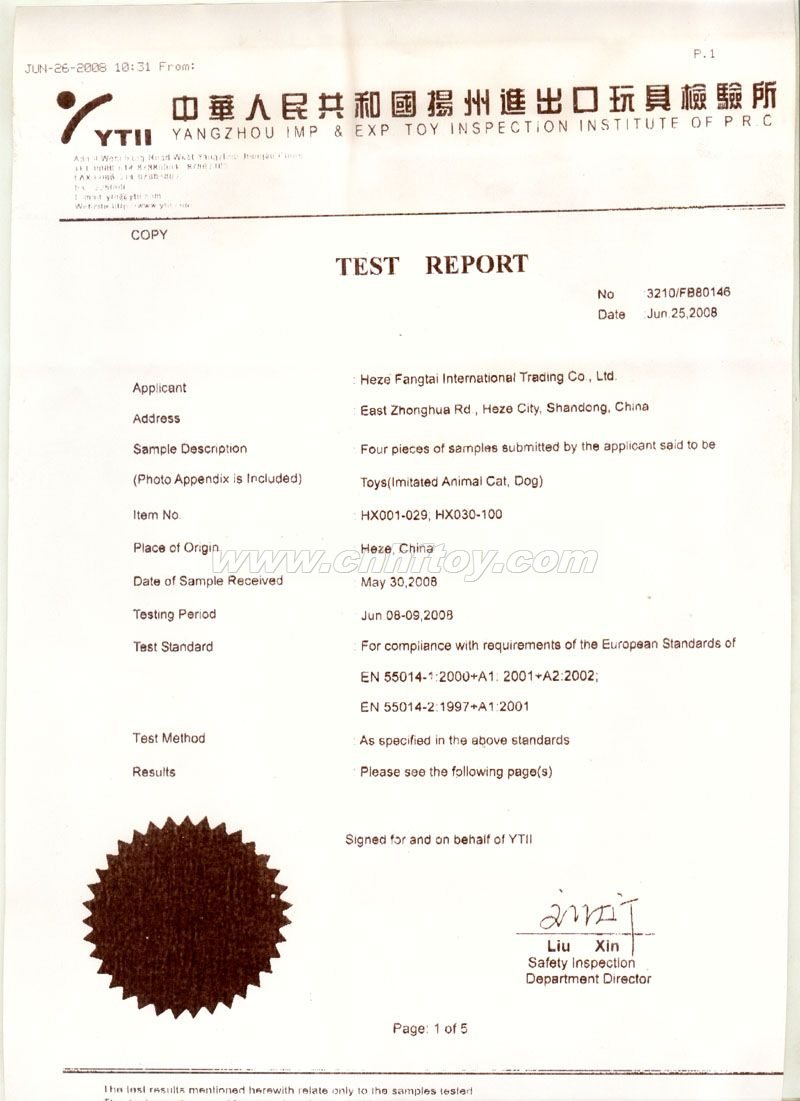 JUN-26-2008 10:31 From:
P.1
中華人民共和國揚州進出口玩具檢驗所
YTII
YANGZHOU IMP & EXP TOY INSPECTION INSTITUTE OF P R C
COPY
TEST REPORT
No 3210/FB80146
Date Jun.25,2008
Applicant : Heze Fangtai International Trading Co., Ltd.
Address : East Zhonghua Rd., Heze City, Shandong, China
Sample Description : Four pieces of samples submitted by the applicant said to be
(Photo Appendix is Included) Toys(Imitated Animal Cat, Dog)
Item No. : HX001-029; HX030-100
Place of Origin : Heze, China
www.cnhftoy.com
Date of Sample Received : May 30,2008
Testing Period : Jun 08-09,2008
Test Standard : For compliance with requirements of the European Standards of
EN 55014-1:2000+A1: 2001+A2:2002;
EN 55014-2:1997+A1:2001
Test Method : As specified in the above standards
Results : Please see the following page(s)
Signed for and on behalf of YTII
Liu Xin
Safety Inspection
Department Director
Page: 1 of 5
The test results mentioned herewith relate only to the samples tested